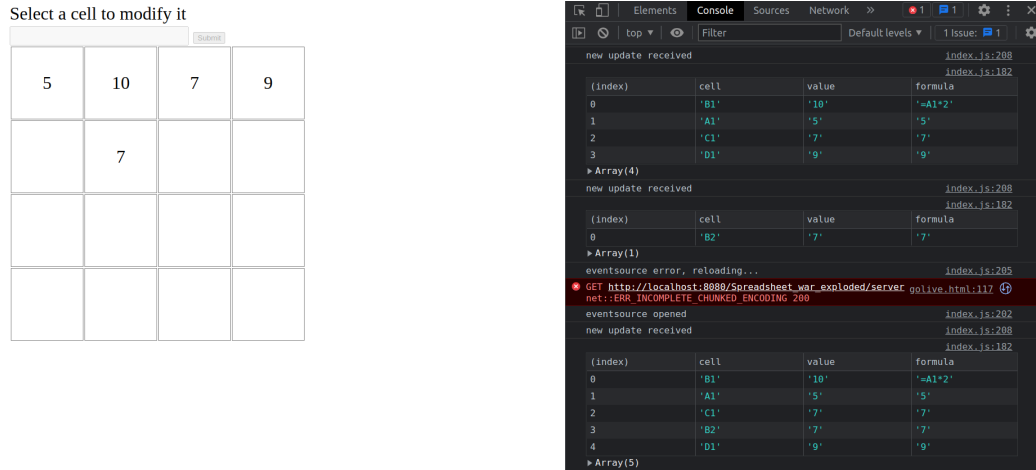 Select a cell to modify it
Submit
5 10 7 9
7
Elements Console Sources Network » 1 1
top ▼ Filter Default levels ▼ 1 Issue: 1
new update received index.js:208
index.js:182
(index) cell value formula
0 'B1' '10' '=A1*2'
1 'A1' '5' '5'
2 'C1' '7' '7'
3 'D1' '9' '9'
▶Array(4)
new update received index.js:208
index.js:182
(index) cell value formula
0 'B2' '7' '7'
▶Array(1)
eventsource error, reloading... index.js:205
GET http://localhost:8080/Spreadsheet_war_exploded/server golive.html:117
net::ERR_INCOMPLETE_CHUNKED_ENCODING 200
eventsource opened index.js:202
new update received index.js:208
index.js:182
(index) cell value formula
0 'B1' '10' '=A1*2'
1 'A1' '5' '5'
2 'C1' '7' '7'
3 'B2' '7' '7'
4 'D1' '9' '9'
▶Array(5)